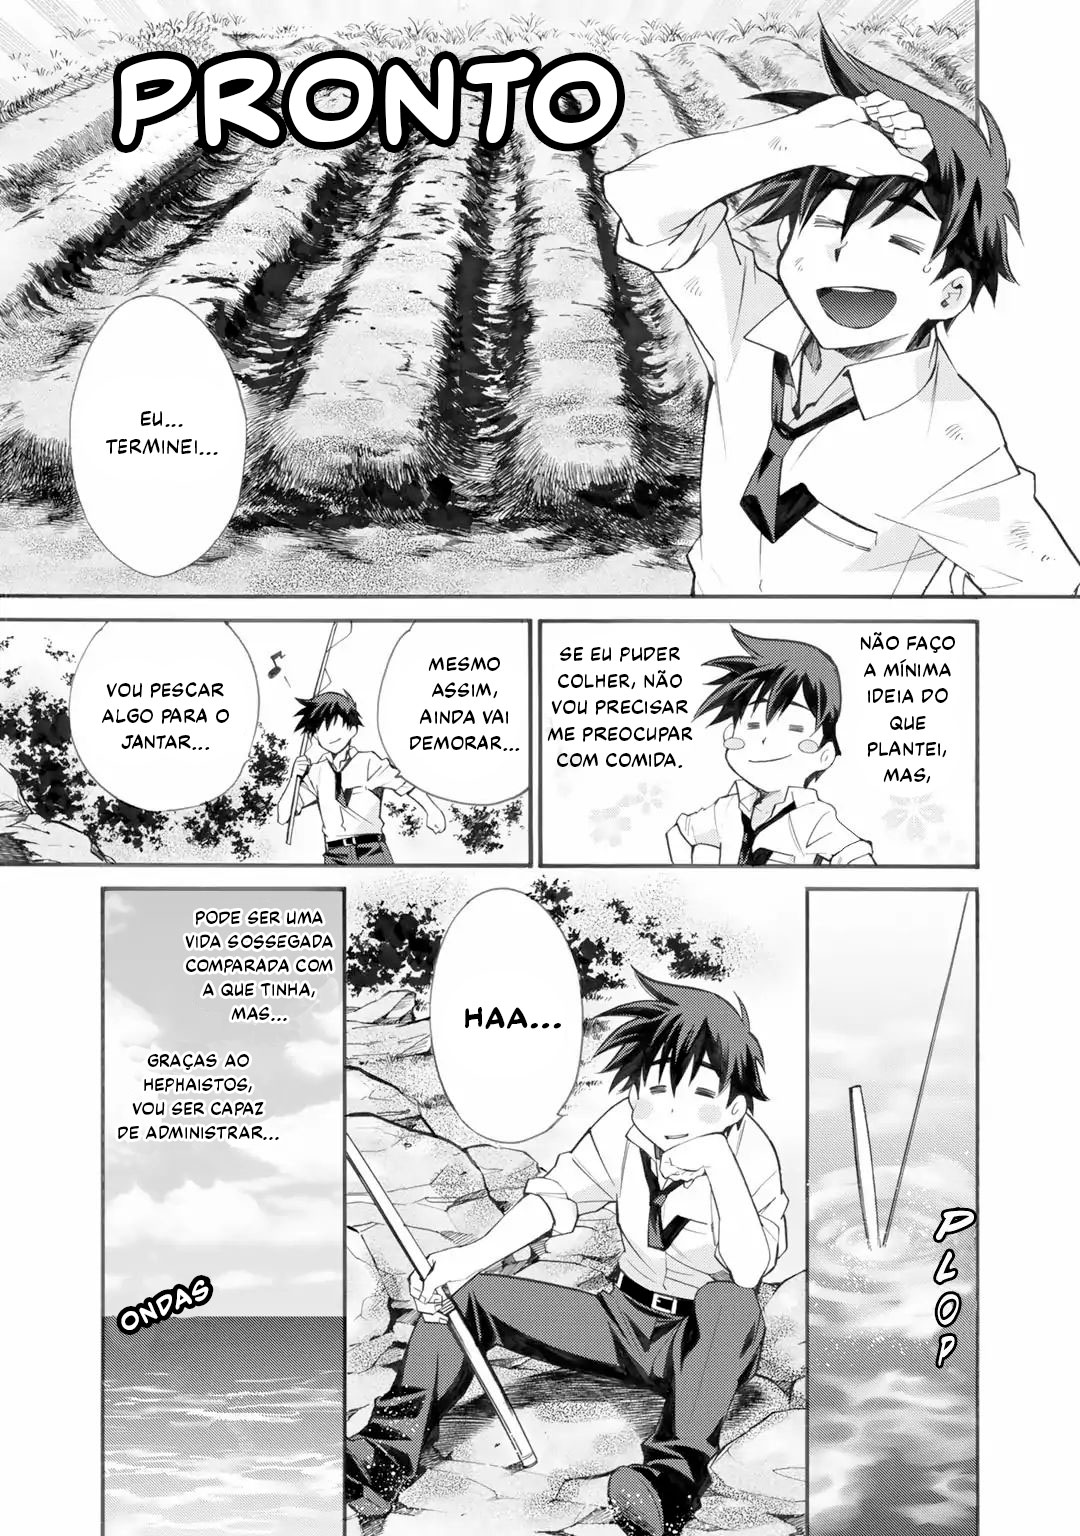 PRONTO
EU...
TERMINEI...
NÃO FAÇO
A MÍNIMA
IDEIA DO
QUE
PLANTEI,
MAS,
SE EU PUDER
COLHER, NÃO
VOU PRECISAR
ME PREOCUPAR
COM COMIDA.
MESMO
ASSIM,
AINDA VAI
DEMORAR...
VOU PESCAR
ALGO PARA O
JANTAR...
PLOP
HAA...
PODE SER UMA
VIDA SOSSEGADA
COMPARADA COM
A QUE TINHA,
MAS...
GRAÇAS AO
HEPHAISTOS,
VOU SER CAPAZ
DE ADMINISTRAR...
ONDAS